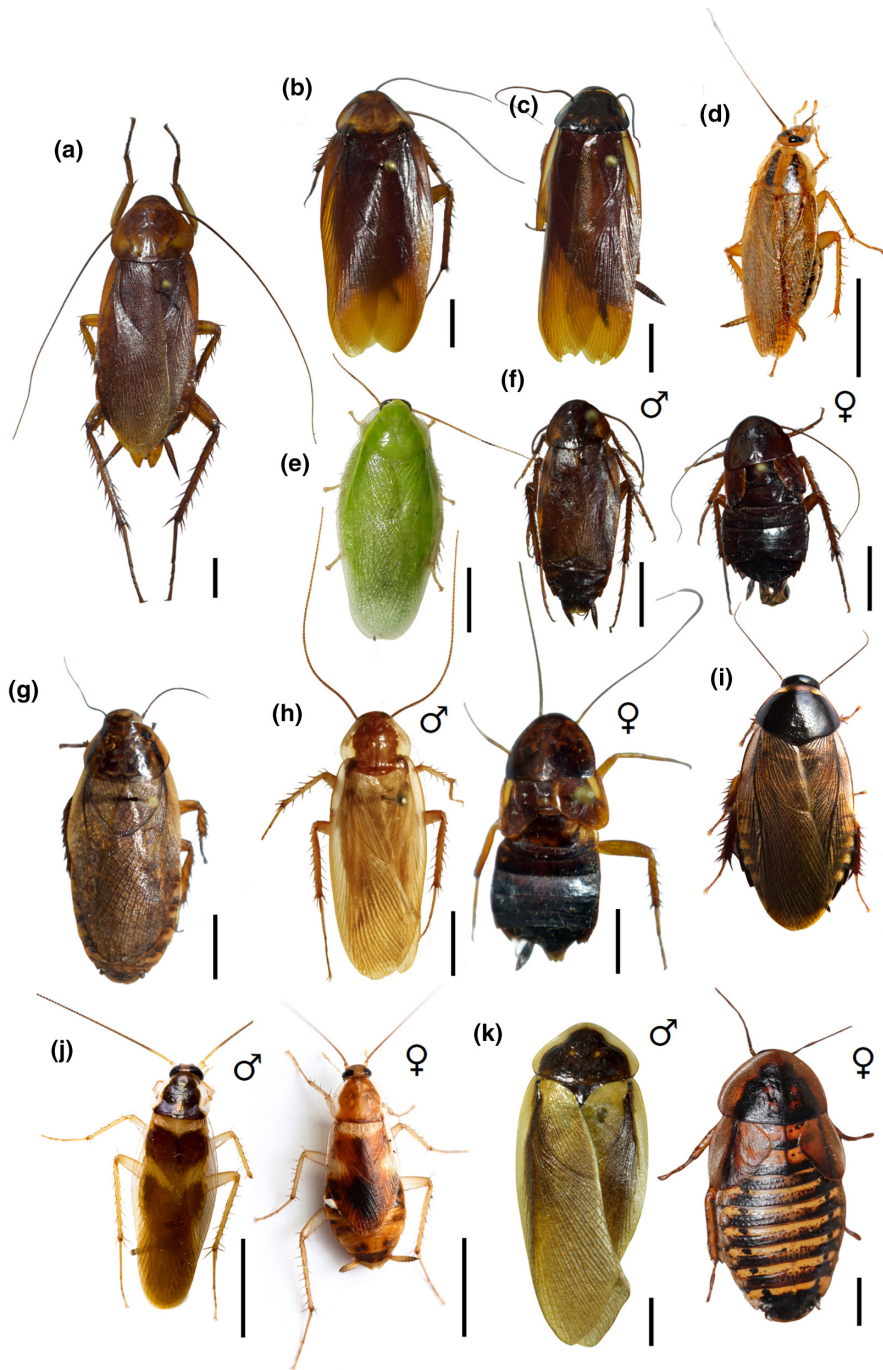 (a)
(b)
(c)
(d)
(e)
(f) ♂ ♀
(g)
(h) ♂ ♀
(i)
(j) ♂ ♀
(k) ♂ ♀